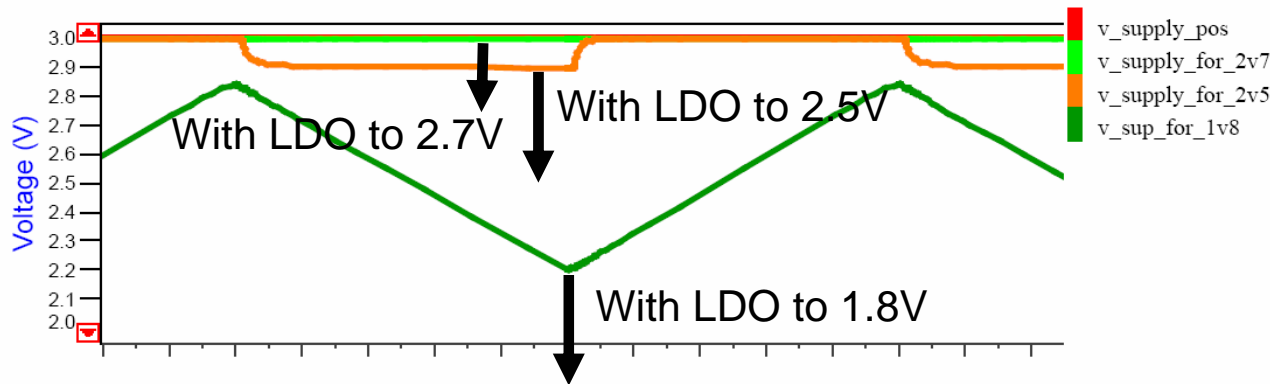 3.0
2.9
2.8
2.7
2.6
2.5
2.4
2.3
2.2
2.1
2.0
Voltage (V)
With LDO to 2.7V
With LDO to 2.5V
With LDO to 1.8V
v_supply_pos
v_supply_for_2v7
v_supply_for_2v5
v_sup_for_1v8